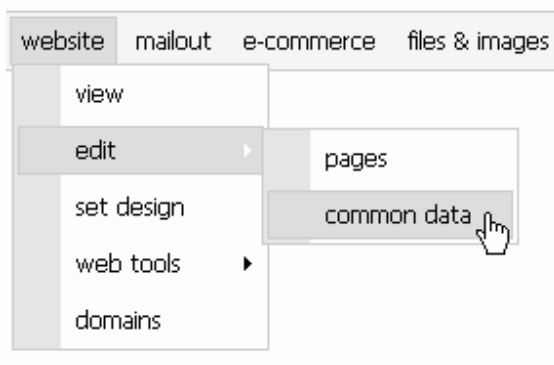 website mailout e-commerce files & images
view
edit
pages
set design
common data
web tools
domains